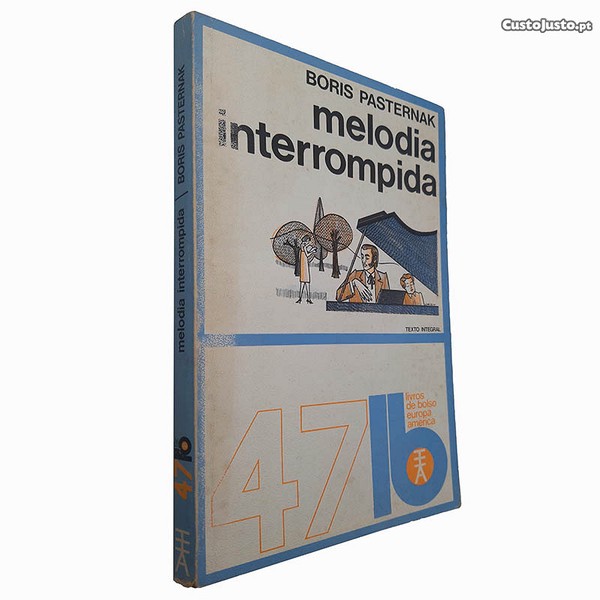 CustoJusto.pt
BORIS PASTERNAK
melodia
interrompida
TEXTO INTEGRAL
47 lb
livros
de bolso
europa
américa
melodia interrompida / BORIS PASTERNAK
47 lb